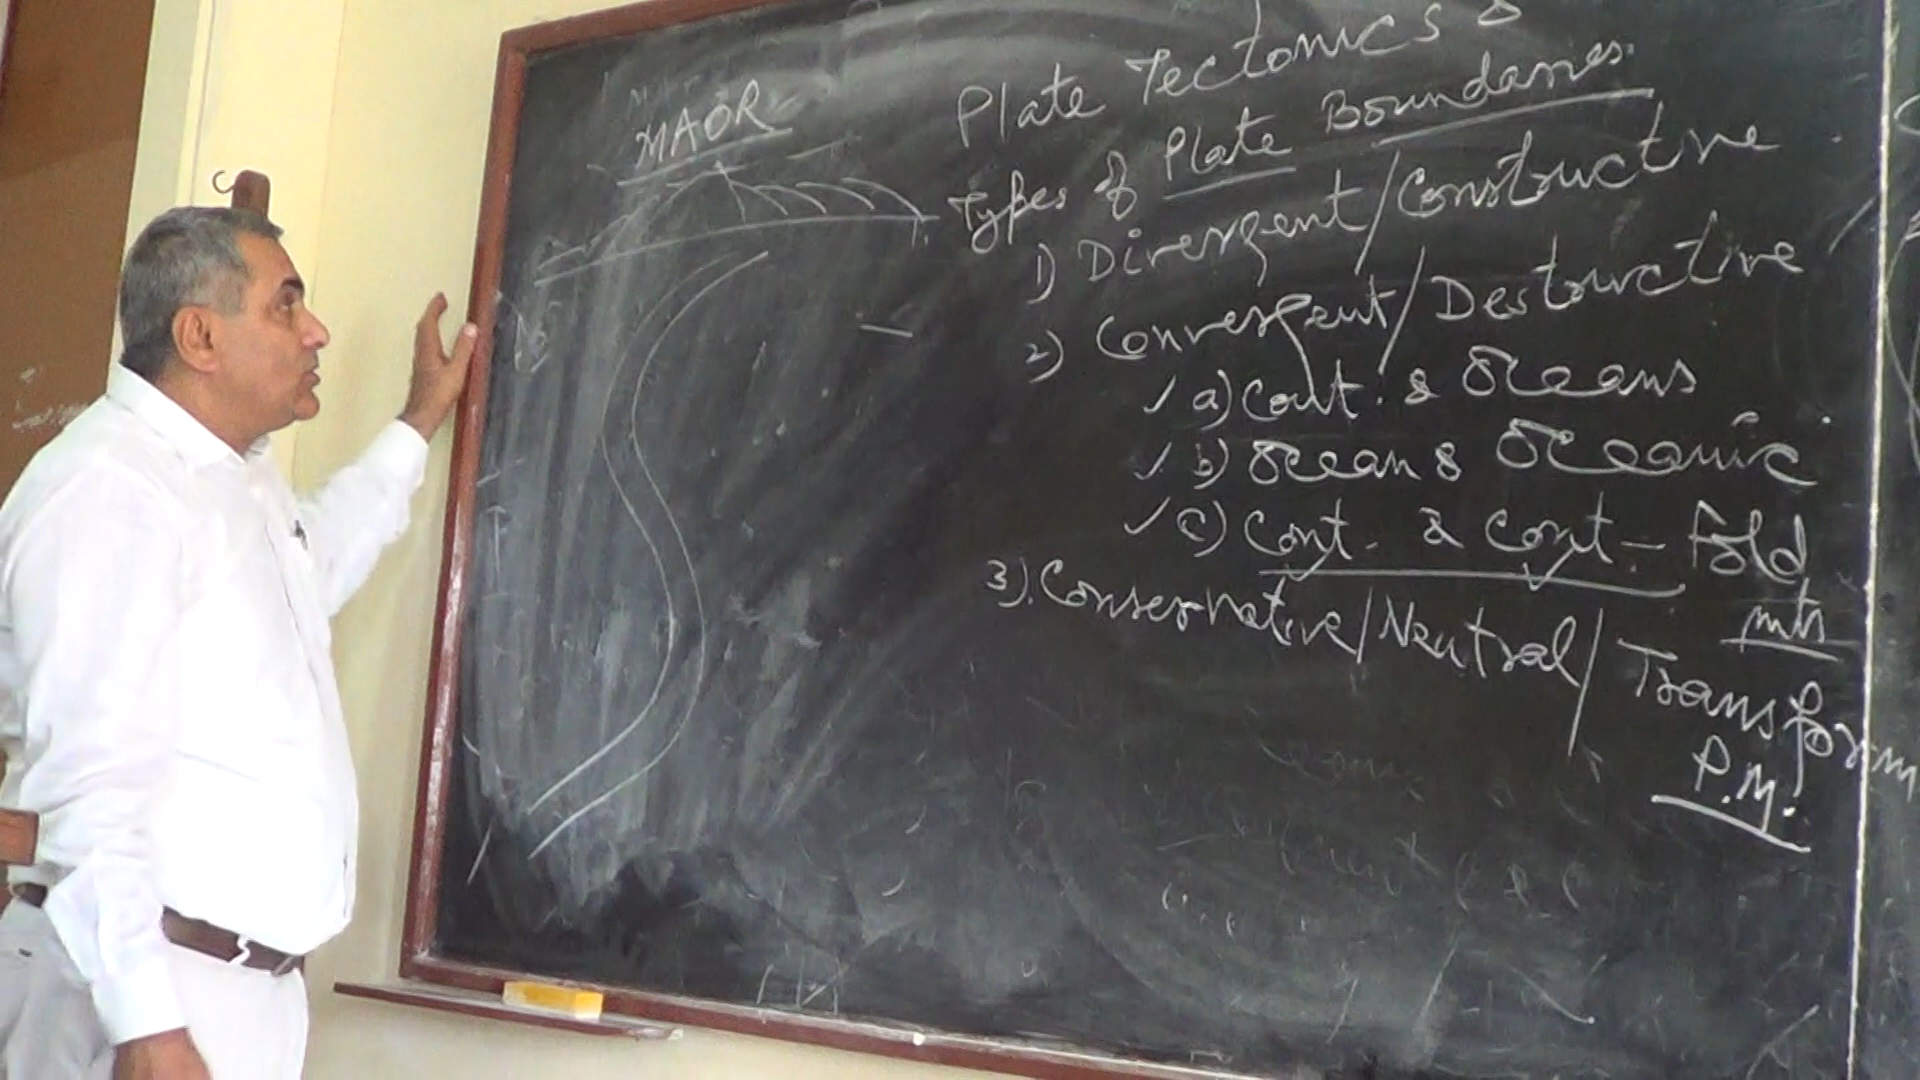 MAOR
Plate Tectonics &
Types of Plate Boundaries
1) Divergent/Constructive
2) Convergent/Destructive
✓ a) Cont. & Oceans
✓ b) Ocean & Oceanic
✓ c) Cont. & Cont - Fold
mts
3). Conservative/Neutral/Transform
P.M.